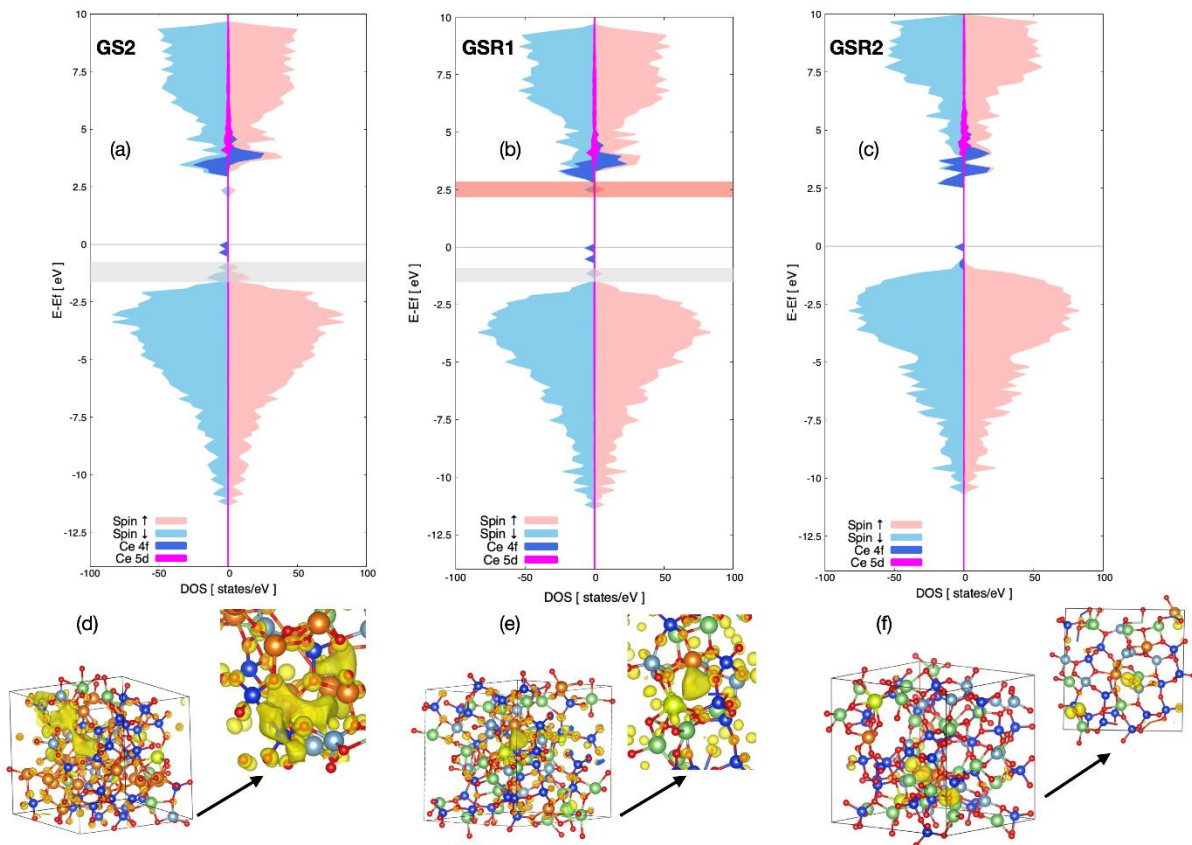 GS2
(a)
10
7.5
5
2.5
0
-2.5
-5
-7.5
-10
-12.5
E-Ef [ eV ]
Spin ↑
Spin ↓
Ce 4f
Ce 5d
-100 -50 0 50 100
DOS [ states/eV ]
GSR1
(b)
10
7.5
5
2.5
0
-2.5
-5
-7.5
-10
-12.5
E-Ef [ eV ]
Spin ↑
Spin ↓
Ce 4f
Ce 5d
-100 -50 0 50 100
DOS [ states/eV ]
GSR2
(c)
10
7.5
5
2.5
0
-2.5
-5
-7.5
-10
-12.5
E-Ef [ eV ]
Spin ↑
Spin ↓
Ce 4f
Ce 5d
-100 -50 0 50 100
DOS [ states/eV ]
(d)
(e)
(f)